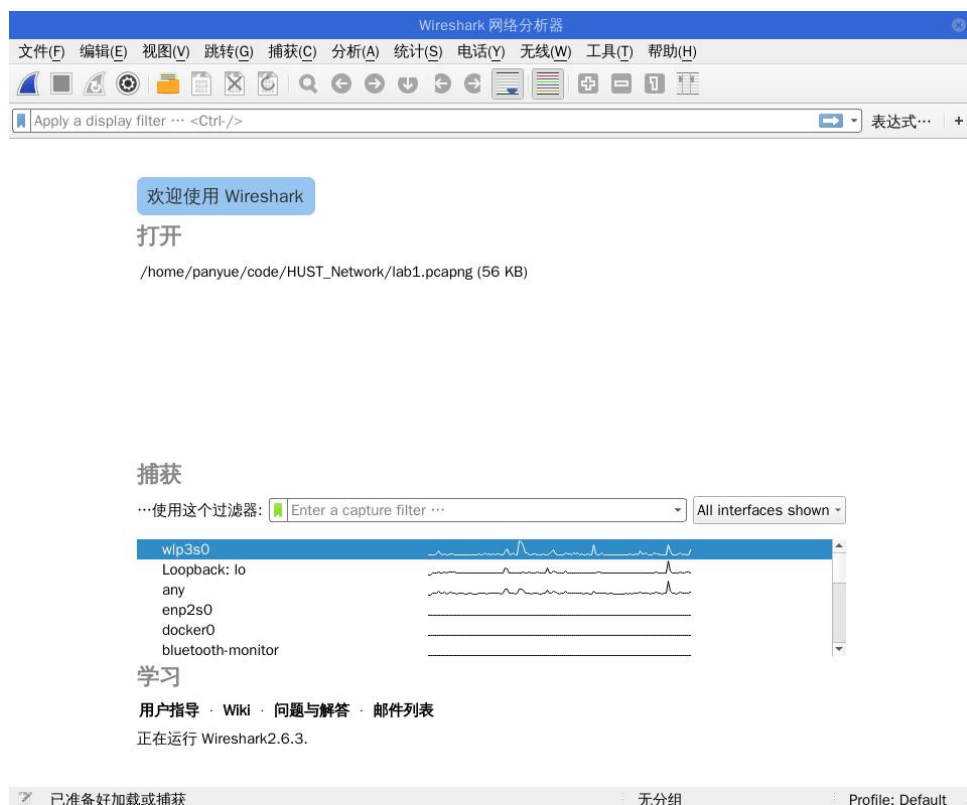 Wireshark 网络分析器
文件(F) 编辑(E) 视图(V) 跳转(G) 捕获(C) 分析(A) 统计(S) 电话(Y) 无线(W) 工具(T) 帮助(H)
Apply a display filter ⋯ <Ctrl-/> 表达式⋯ +
欢迎使用 Wireshark
打开
/home/panyue/code/HUST_Network/lab1.pcapng (56 KB)
捕获
⋯使用这个过滤器: Enter a capture filter ⋯ All interfaces shown
wlp3s0
Loopback: lo
any
enp2s0
docker0
bluetooth-monitor
学习
用户指导 · Wiki · 问题与解答 · 邮件列表
正在运行 Wireshark2.6.3.
已准备好加载或捕获 无分组 Profile: Default